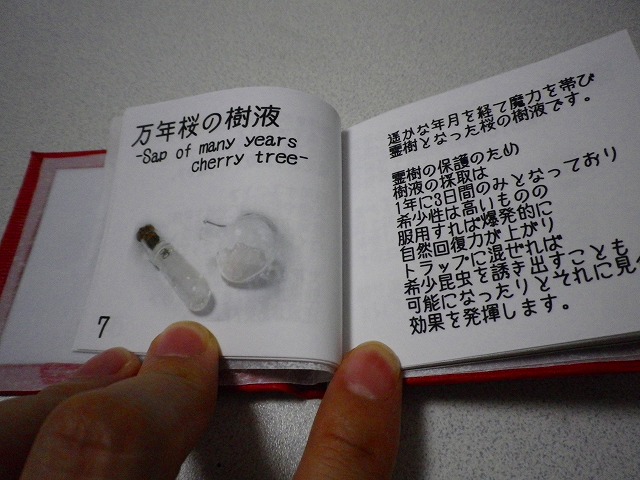 万年桜の樹液
-Sap of many years
cherry tree-
7
遥かな年月を経て魔力を帯び
霊樹となった桜の樹液です。
霊樹の保護のため
樹液の採取は
1年に3日間のみとなっており
希少性は高いものの
服用すれば爆発的に
自然回復力が上がり
トラップに混ぜれば
希少昆虫を誘き出すことも
可能になったりとそれに見
効果を発揮します。